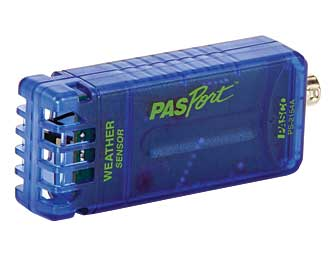 PASPORT
WEATHER
SENSOR
PASCO
PS-2154A